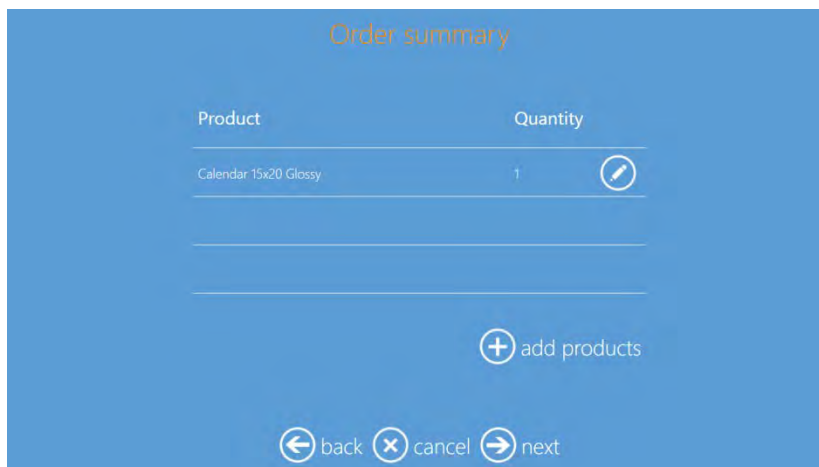 Order summary
Product Quantity
Calendar 15x20 Glossy 1
add products
back cancel next